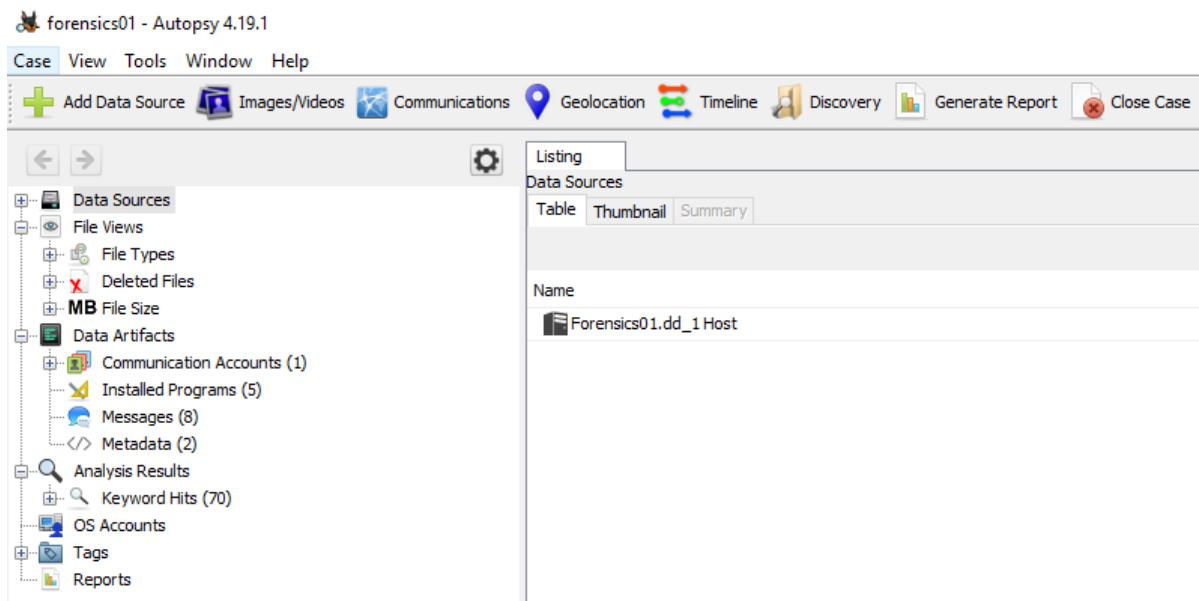 forensics01 - Autopsy 4.19.1
Case View Tools Window Help
Add Data Source Images/Videos Communications Geolocation Timeline Discovery Generate Report Close Case
Listing
Data Sources
Table Thumbnail Summary
Name
Forensics01.dd_1 Host
Data Sources
File Views
File Types
Deleted Files
MB File Size
Data Artifacts
Communication Accounts (1)
Installed Programs (5)
Messages (8)
Metadata (2)
Analysis Results
Keyword Hits (70)
OS Accounts
Tags
Reports